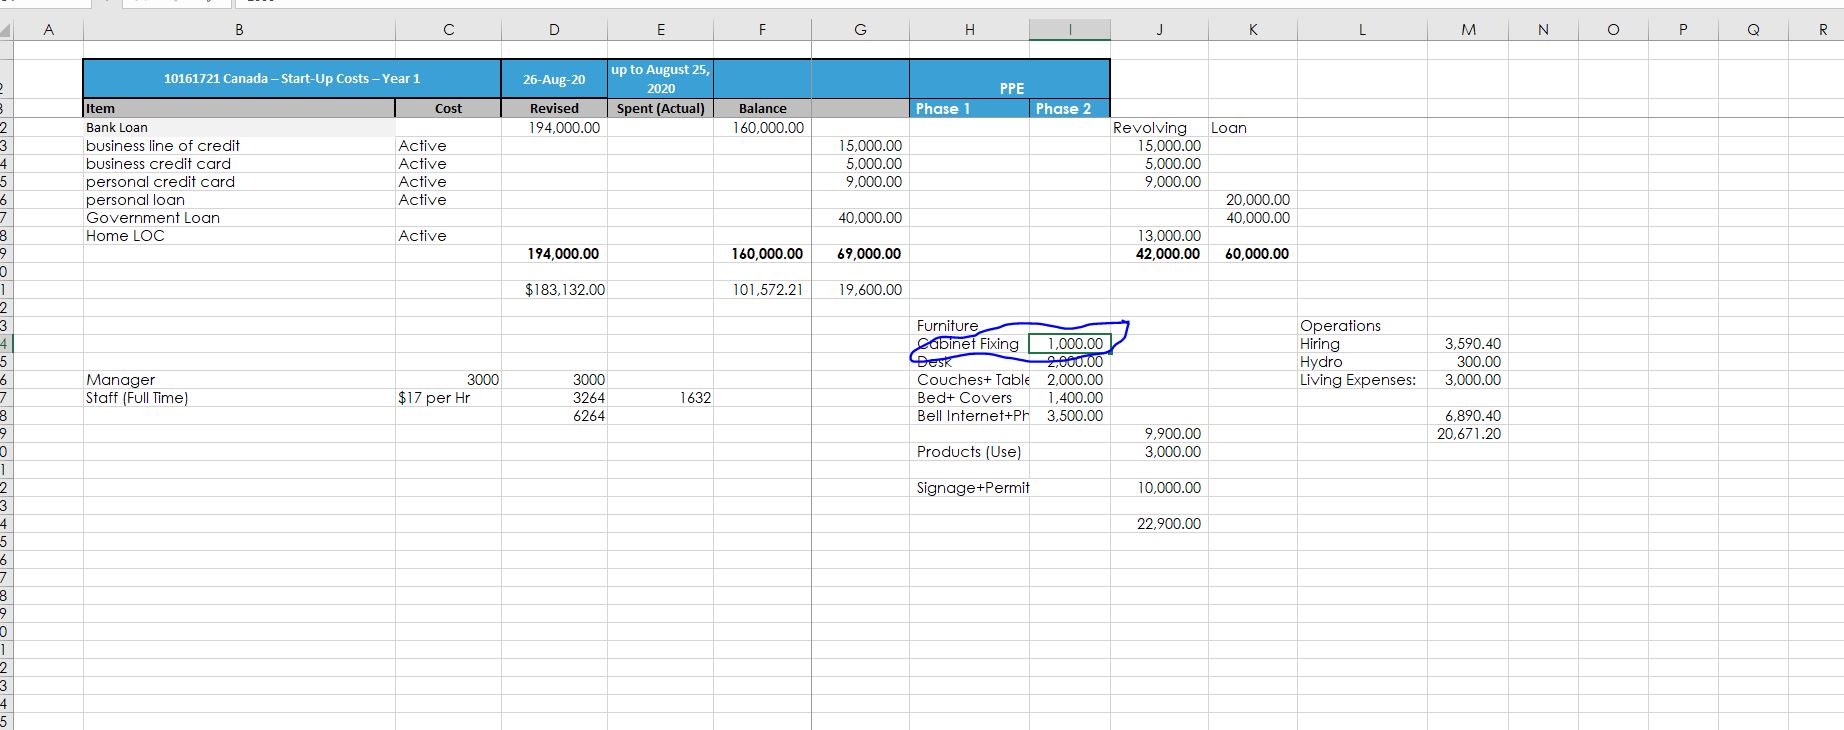 A B C D E F G H I J K L M N O P Q R
up to August 25,
10161721 Canada – Start-Up Costs – Year 1 26-Aug-20 2020 PPE
Item Cost Revised Spent (Actual) Balance Phase 1 Phase 2
Bank Loan 194,000.00 160,000.00 Revolving Loan
business line of credit Active 15,000.00 15,000.00
business credit card Active 5,000.00 5,000.00
personal credit card Active 9,000.00 9,000.00
personal loan Active 20,000.00
Government Loan 40,000.00 40,000.00
Home LOC Active 13,000.00
194,000.00 160,000.00 69,000.00 42,000.00 60,000.00
$183,132.00 101,572.21 19,600.00
Furniture Operations
Cabinet Fixing 1,000.00 Hiring 3,590.40
Desk 2,000.00 Hydro 300.00
Manager 3000 3000 Couches+ Table 2,000.00 Living Expenses: 3,000.00
Staff (Full Time) $17 per Hr 3264 1632 Bed+ Covers 1,400.00
6264 Bell Internet+Ph 3,500.00 6,890.40
9,900.00 20,671.20
Products (Use) 3,000.00
Signage+Permit 10,000.00
22,900.00